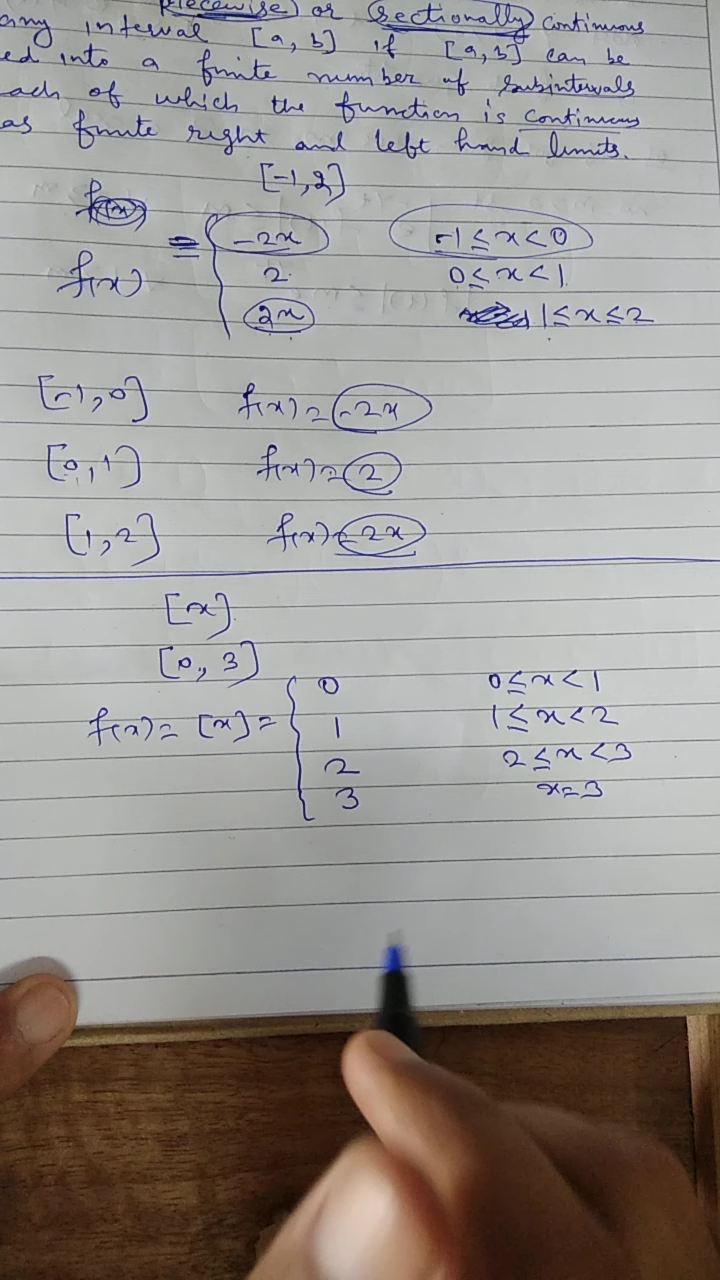 piecewise) or (sectionally) continuous
any interval [a, b] if [a, b] can be
ed into a finite number of subintervals
ach of which the function is continuous
as finite right and left hand limits.
[-1, 2]
f(x) = { -2x -1 ≤ x < 0
2 0 ≤ x < 1
2x 1 ≤ x ≤ 2
[-1, 0] f(x) = -2x
[0, 1] f(x) = 2
[1, 2] f(x) = 2x
[x].
[0, 3]
f(x) = [x] = { 0 0 ≤ x < 1
1 1 ≤ x < 2
2 2 ≤ x < 3
3 x = 3